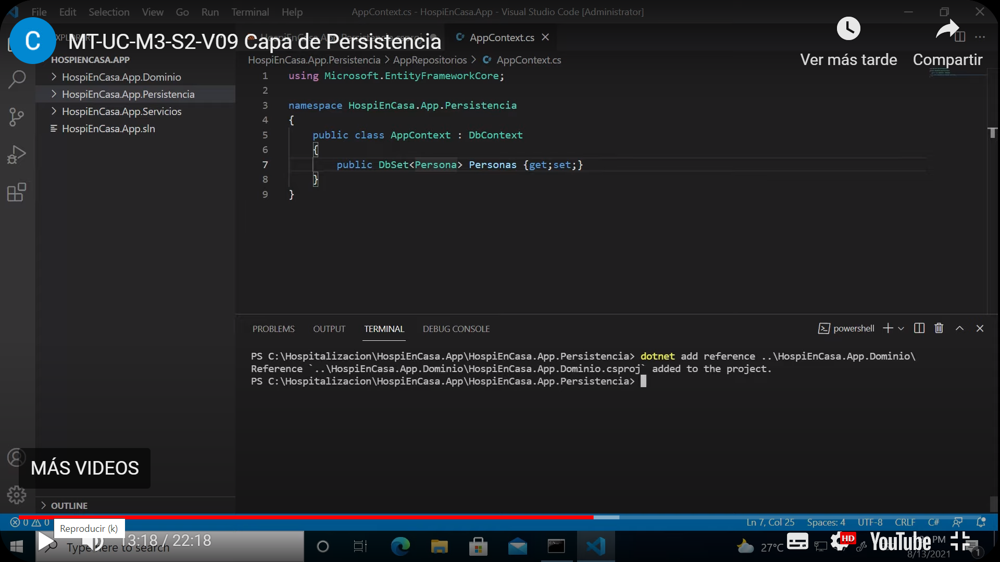 File Edit Selection View Go Run Terminal Help
AppContext.cs - HospiEnCasa.App - Visual Studio Code [Administrator]
C
MT-UC-M3-S2-V09 Capa de Persistencia
AppContext.cs
Ver más tarde
Compartir
HOSPIENCASA.APP
HospiEnCasa.App.Dominio
HospiEnCasa.App.Persistencia
HospiEnCasa.App.Servicios
HospiEnCasa.App.sln
HospiEnCasa.App.Persistencia > AppRepositorios > AppContext.cs
1 using Microsoft.EntityFrameworkCore;
2
3 namespace HospiEnCasa.App.Persistencia
4 {
5 public class AppContext : DbContext
6 {
7 public DbSet<Persona> Personas {get;set;}
8 }
9 }
PROBLEMS OUTPUT TERMINAL DEBUG CONSOLE
powershell
PS C:\Hospitalizacion\HospiEnCasa.App\HospiEnCasa.App.Persistencia> dotnet add reference ..\HospiEnCasa.App.Dominio\
Reference `..\HospiEnCasa.App.Dominio\HospiEnCasa.App.Dominio.csproj` added to the project.
PS C:\Hospitalizacion\HospiEnCasa.App\HospiEnCasa.App.Persistencia>
MÁS VIDEOS
OUTLINE
0 0
Ln 7, Col 25 Spaces: 4 UTF-8 CRLF C#
Reproducir (k)
13:18 / 22:18
Type here to search
27°C
HD
YouTube
PM
8/13/2021
1